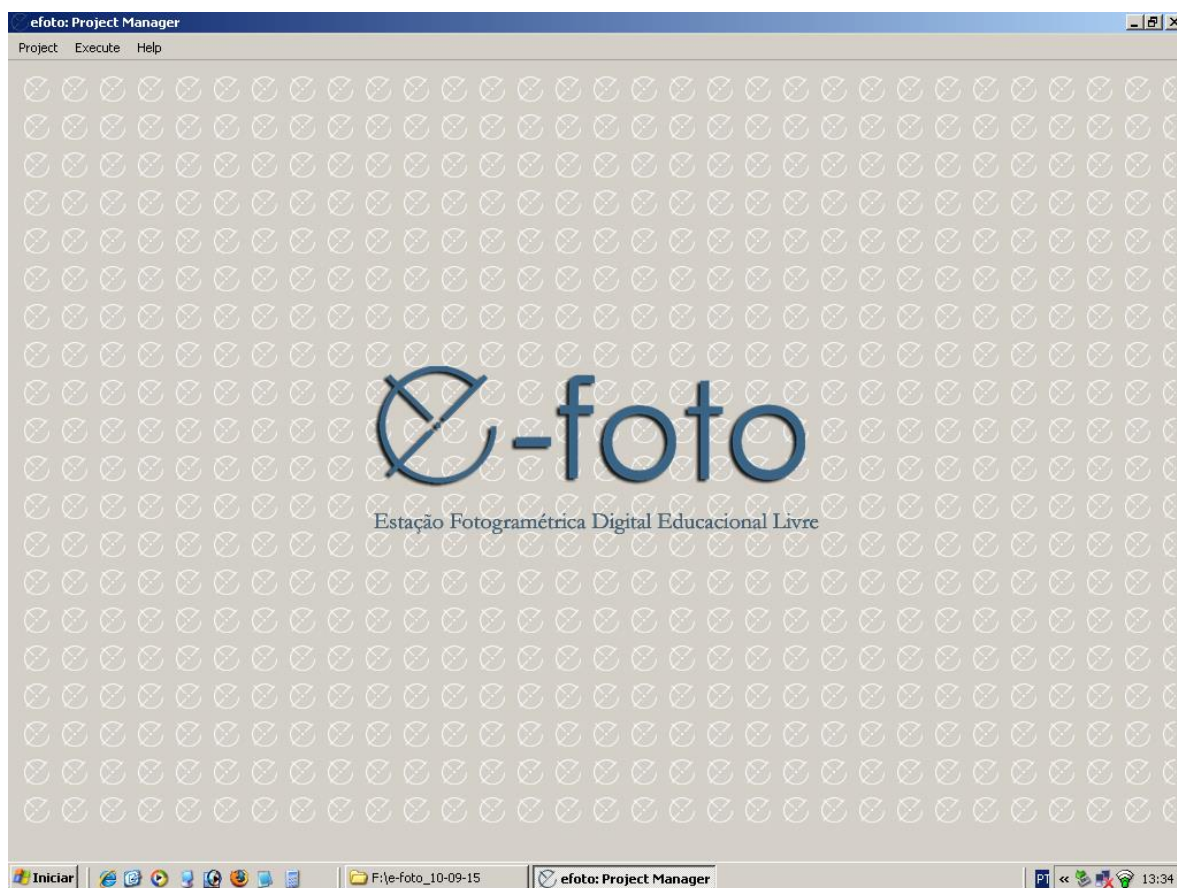 efoto: Project Manager
Project Execute Help
e-foto
Estação Fotogramétrica Digital Educacional Livre
Iniciar F:\e-foto_10-09-15 efoto: Project Manager PT « 13:34